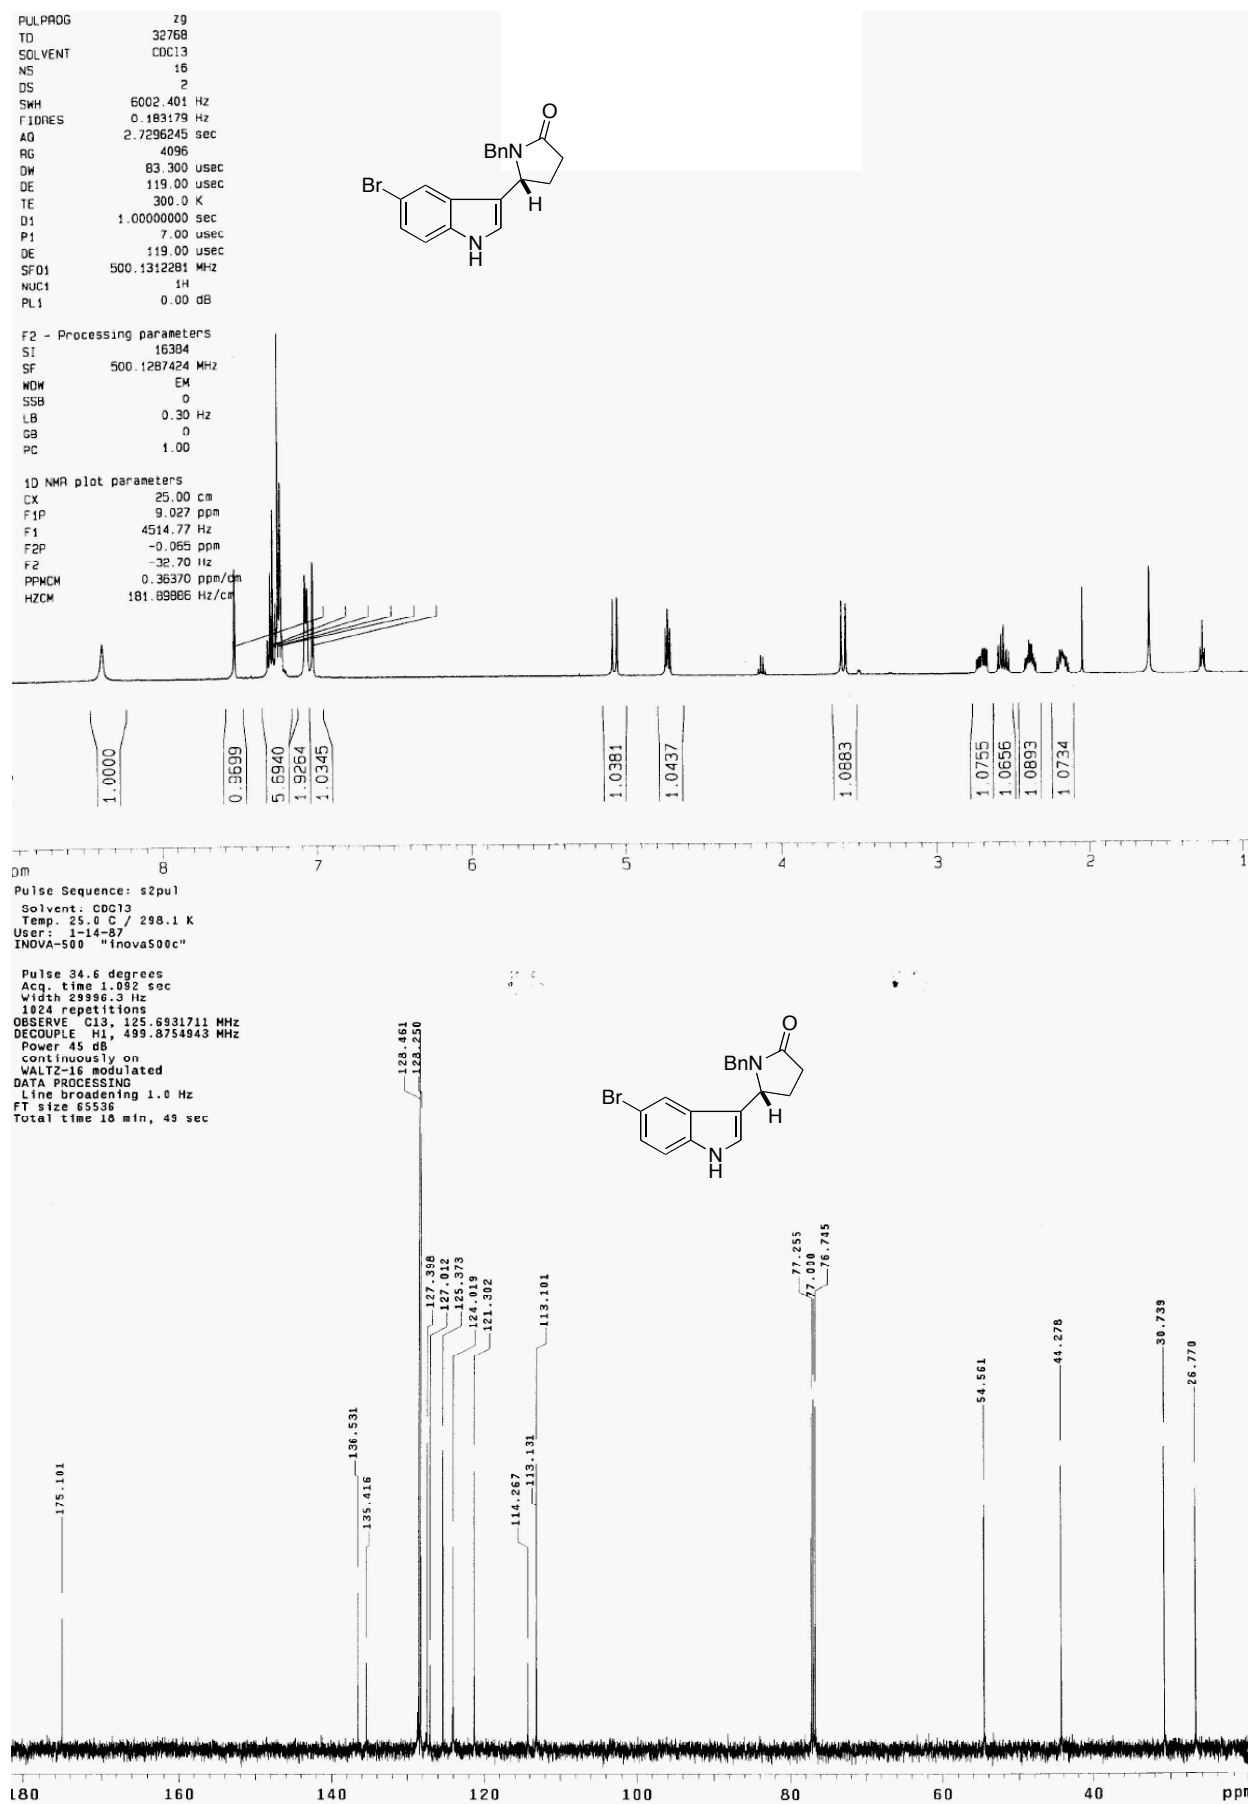 PULPROG zg
TD 32768
SOLVENT CDCl3
NS 16
DS 2
SWH 6002.401 Hz
FIDRES 0.183179 Hz
AQ 2.7296245 sec
RG 4096
DW 83.300 usec
DE 119.00 usec
TE 300.0 K
D1 1.00000000 sec
P1 7.00 usec
DE 119.00 usec
SFO1 500.1312281 MHz
NUC1 1H
PL1 0.00 dB
F2 - Processing parameters
SI 16384
SF 500.1287424 MHz
WDW EM
SSB 0
LB 0.30 Hz
GB 0
PC 1.00
1D NMR plot parameters
CX 25.00 cm
F1P 9.027 ppm
F1 4514.77 Hz
F2P -0.065 ppm
F2 -32.70 Hz
PPMCM 0.36370 ppm/cm
HZCM 181.89886 Hz/cm
O
BnN
Br
H
N
H
1.0000
0.9699
5.6940
1.9264
1.0345
1.0381
1.0437
1.0883
1.0755
1.0656
1.0893
1.0734
pm 8 7 6 5 4 3 2 1
Pulse Sequence: s2pul
Solvent: CDCl3
Temp. 25.0 C / 298.1 K
User: 1-14-87
INOVA-500 "inova500c"
Pulse 34.6 degrees
Acq. time 1.092 sec
Width 29996.3 Hz
1024 repetitions
OBSERVE C13, 125.6931711 MHz
DECOUPLE H1, 499.8754943 MHz
Power 45 dB
continuously on
WALTZ-16 modulated
DATA PROCESSING
Line broadening 1.0 Hz
FT size 65536
Total time 18 min, 49 sec
O
BnN
Br
H
N
H
175.101
136.531
135.416
128.461
128.250
127.398
127.012
125.373
124.019
121.302
114.267
113.131
113.101
77.255
77.000
76.745
54.561
44.278
30.739
26.770
180 160 140 120 100 80 60 40 ppm